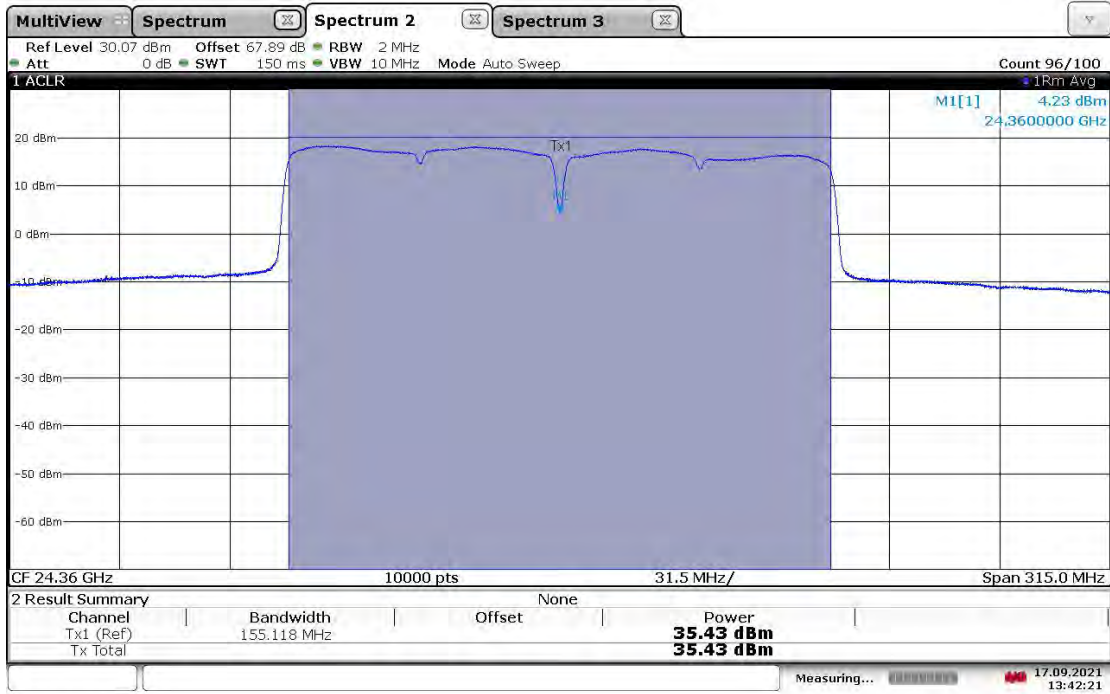 MultiView Spectrum Spectrum 2 Spectrum 3
Ref Level 30.07 dBm Offset 67.89 dB RBW 2 MHz
Att 0 dB SWT 150 ms VBW 10 MHz Mode Auto Sweep Count 96/100
1 ACLR 1Rm Avg
M1[1] 4.23 dBm
24.3600000 GHz
20 dBm
Tx1
10 dBm
0 dBm
-10 dBm
-20 dBm
-30 dBm
-40 dBm
-50 dBm
-60 dBm
CF 24.36 GHz 10000 pts 31.5 MHz/ Span 315.0 MHz
2 Result Summary None
Channel Bandwidth Offset Power
Tx1 (Ref) 155.118 MHz 35.43 dBm
Tx Total 35.43 dBm
Measuring... 17.09.2021
13:42:21